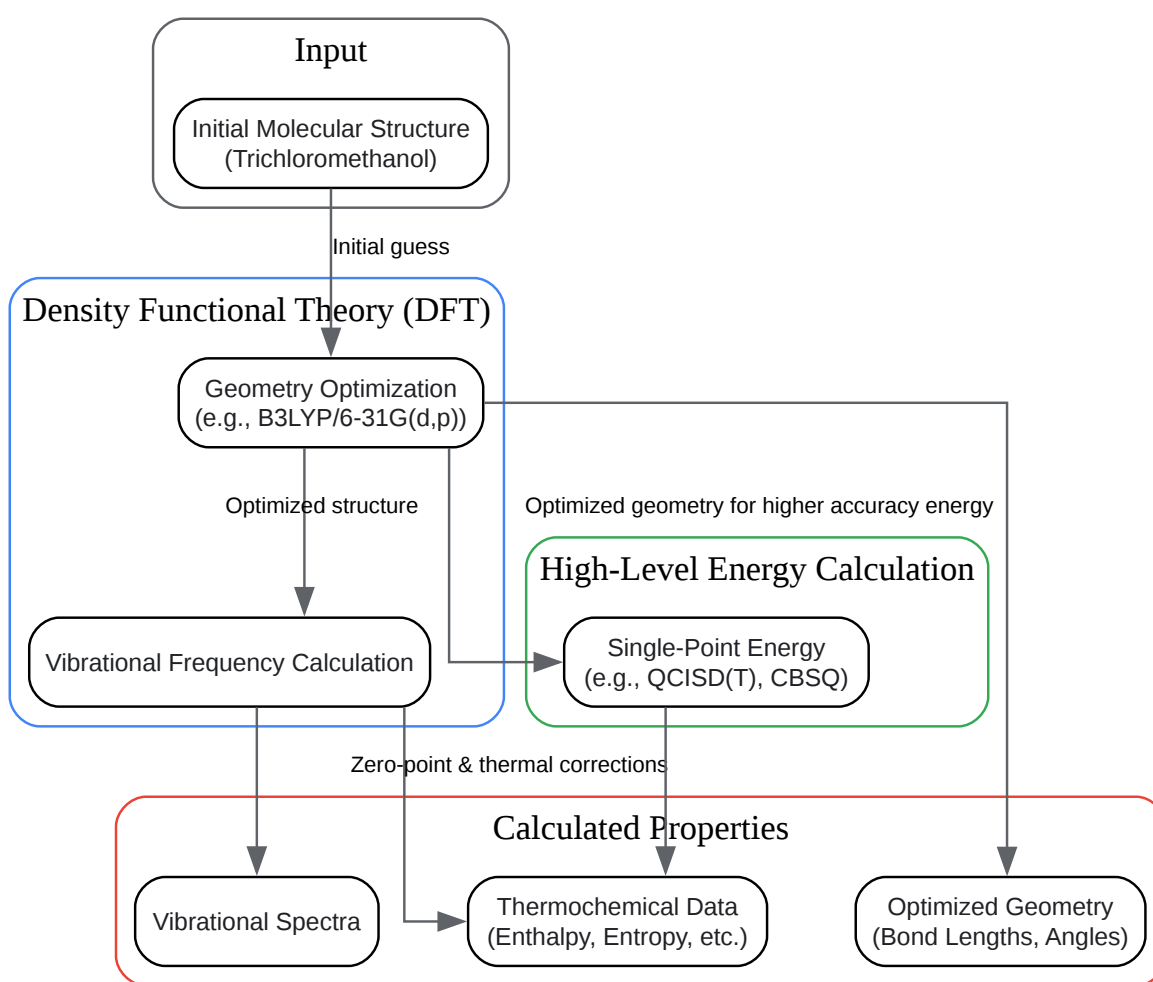 Input
Initial Molecular Structure
(Trichloromethanol)
Initial guess
Density Functional Theory (DFT)
Geometry Optimization
(e.g., B3LYP/6-31G(d,p))
Optimized structure
Optimized geometry for higher accuracy energy
High-Level Energy Calculation
Vibrational Frequency Calculation
Single-Point Energy
(e.g., QCISD(T), CBSQ)
Zero-point & thermal corrections
Calculated Properties
Vibrational Spectra
Thermochemical Data
(Enthalpy, Entropy, etc.)
Optimized Geometry
(Bond Lengths, Angles)